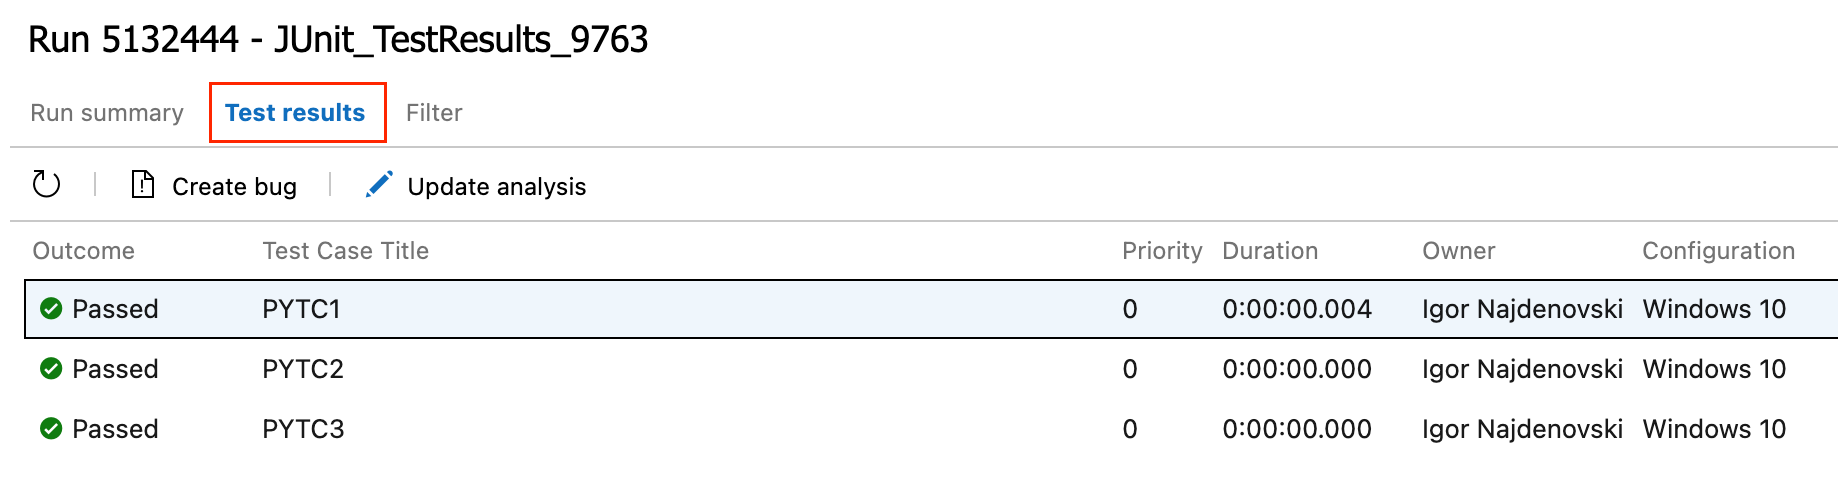 Run 5132444 - JUnit_TestResults_9763
Run summary Test results Filter
Create bug Update analysis
Outcome Test Case Title Priority Duration Owner Configuration
Passed PYTC1 0 0:00:00.004 Igor Najdenovski Windows 10
Passed PYTC2 0 0:00:00.000 Igor Najdenovski Windows 10
Passed PYTC3 0 0:00:00.000 Igor Najdenovski Windows 10